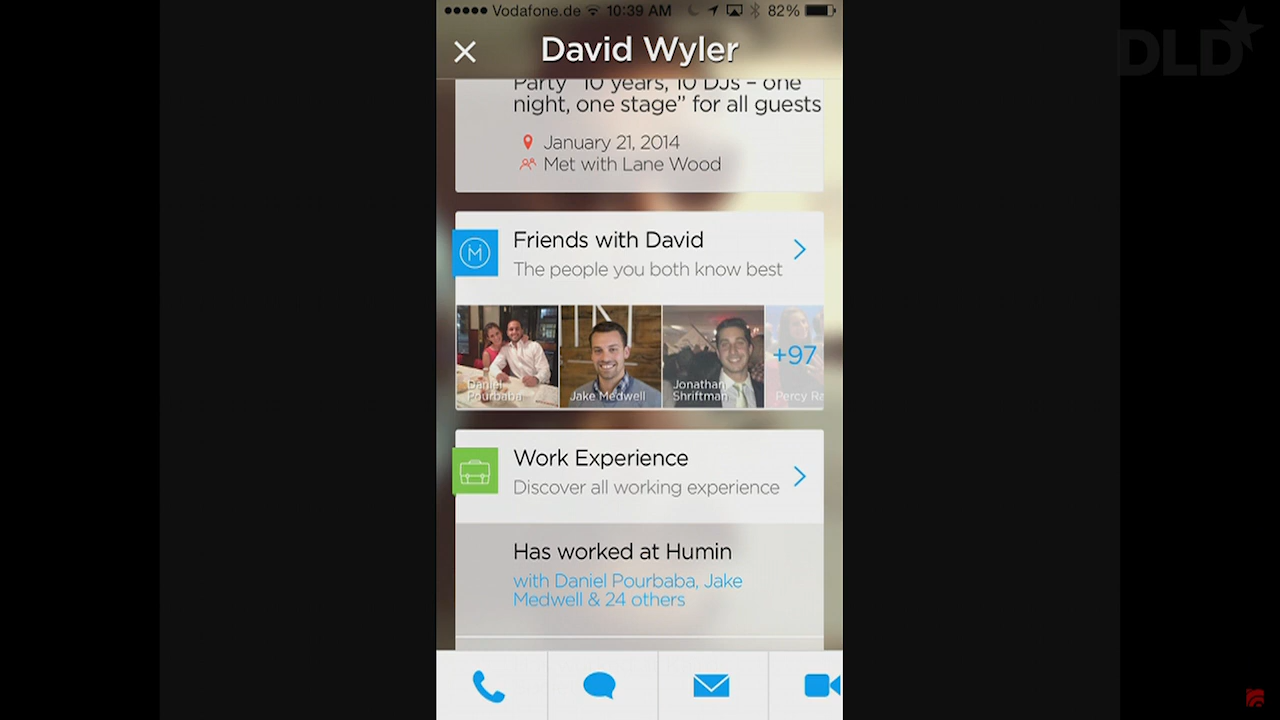 Vodafone.de 10:39 AM 82%
David Wyler
DLD
Party "10 years, 10 DJs – one
night, one stage” for all guests
January 21, 2014
Met with Lane Wood
Friends with David
The people you both know best
Daniel
Pourbaba
Jake Medwell
Jonathan
Shriftman
+97
Percy Ra
Work Experience
Discover all working experience
Has worked at Humin
with Daniel Pourbaba, Jake
Medwell & 24 others